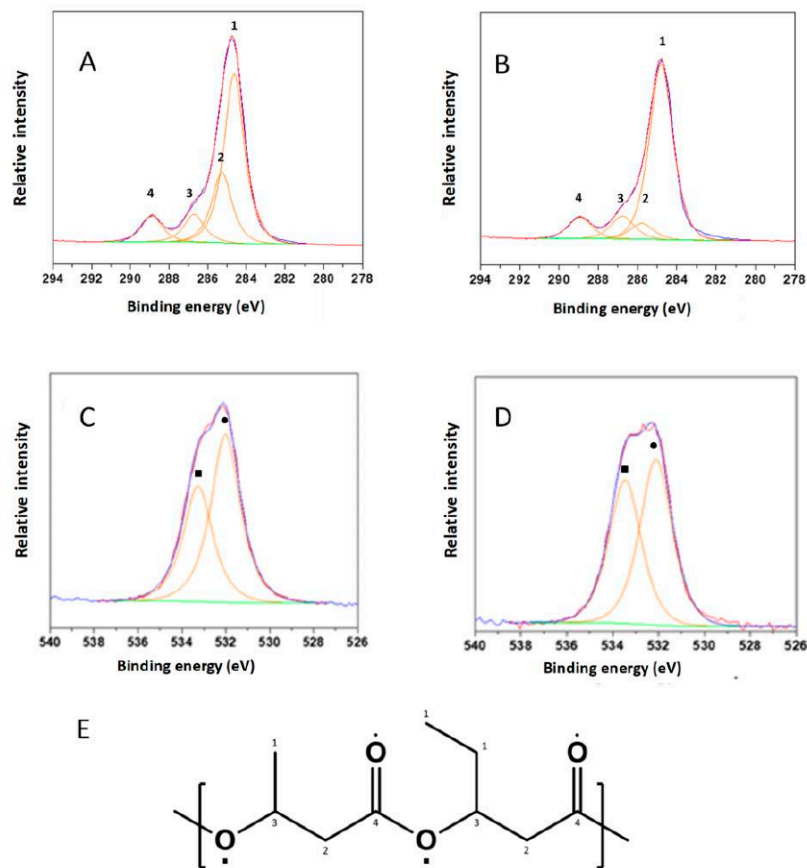 A
1
2
3
4
Relative intensity
294 292 290 288 286 284 282 280 278
Binding energy (eV)
B
1
2
3
4
Relative intensity
294 292 290 288 286 284 282 280 278
Binding energy (eV)
C
Relative intensity
540 538 536 534 532 530 528 526
Binding energy (eV)
D
Relative intensity
540 538 536 534 532 530 528 526
Binding energy (eV)
E
1
1
1
O
O
3
4
3
4
O
2
O
2